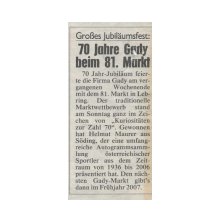 Großes Jubiläumsfest:
70 Jahre Grdy
beim 81. Markt
70 Jahr-Jubiläum feier-
te die Firma Gady am ver-
gangenen Wochenende
mit dem 81. Markt in Leb-
ring. Der traditionelle
Marktwettbewerb stand
am Sonntag ganz im Zei-
chen von „Kuriositäten
zur Zahl 70“. Gewonnen
hat Helmut Maurer aus
Söding, der eine umfang-
reiche Autogrammsamm-
lung österreichischer
Sportler aus dem Zeit-
raum von 1936 bis 2006
präsentiert hat. Den näch-
sten Gady-Markt gibt's
dann im Frühjahr 2007.